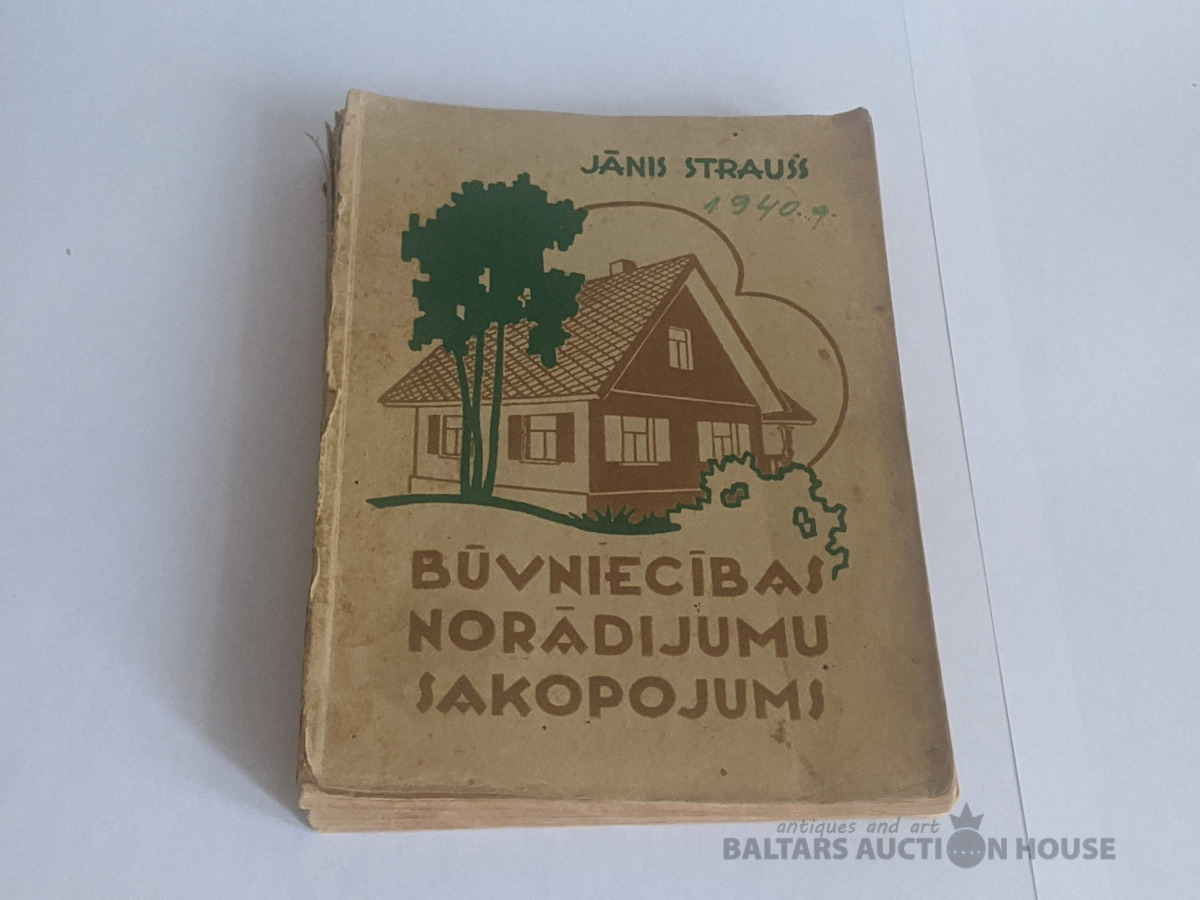 JĀNIS STRAUSS
1940. g.
BŪVNIECĪBAS
NORĀDIJUMU
SAKOPOJUMS
antiques and art
BALTARS AUCTION HOUSE